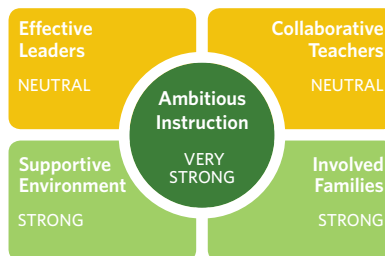 Effective
Leaders
NEUTRAL
Collaborative
Teachers
NEUTRAL
Ambitious
Instruction
VERY
STRONG
Supportive
Environment
STRONG
Involved
Families
STRONG